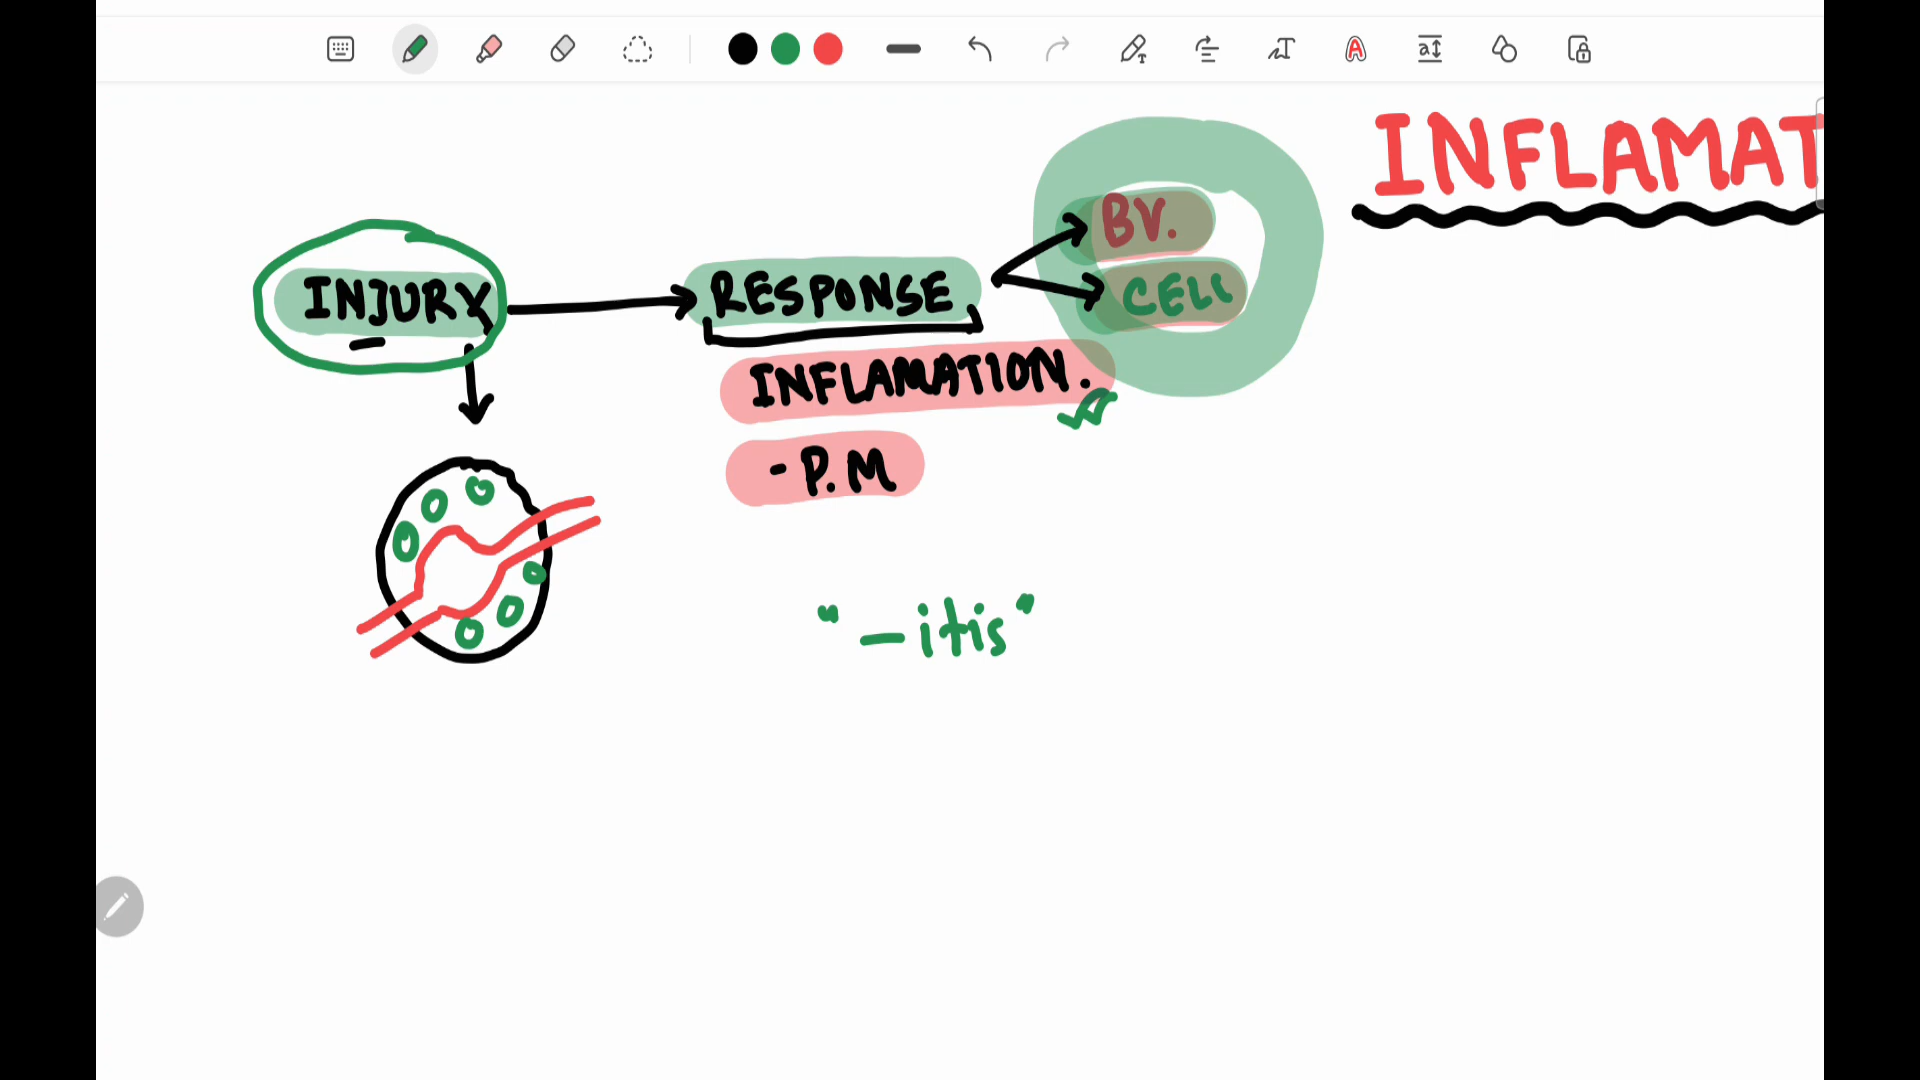 INFLAMAT
BV.
INJURY
RESPONSE
CELL
INFLAMATION.
- P.M
"-itis"